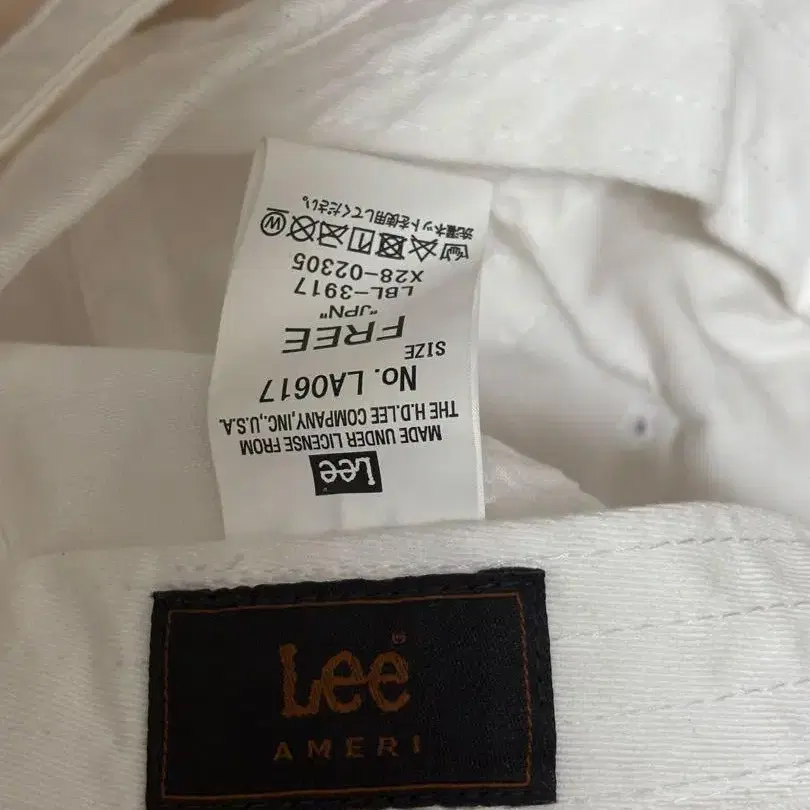 Lee
MADE UNDER LICENSE FROM
THE H.D.LEE COMPANY,INC.,U.S.A.
No. LA0617
SIZE
FREE
"JPN"
LBL-3917
X28-02305
W
洗濯ネットを使用してください。
Lee
AMERI